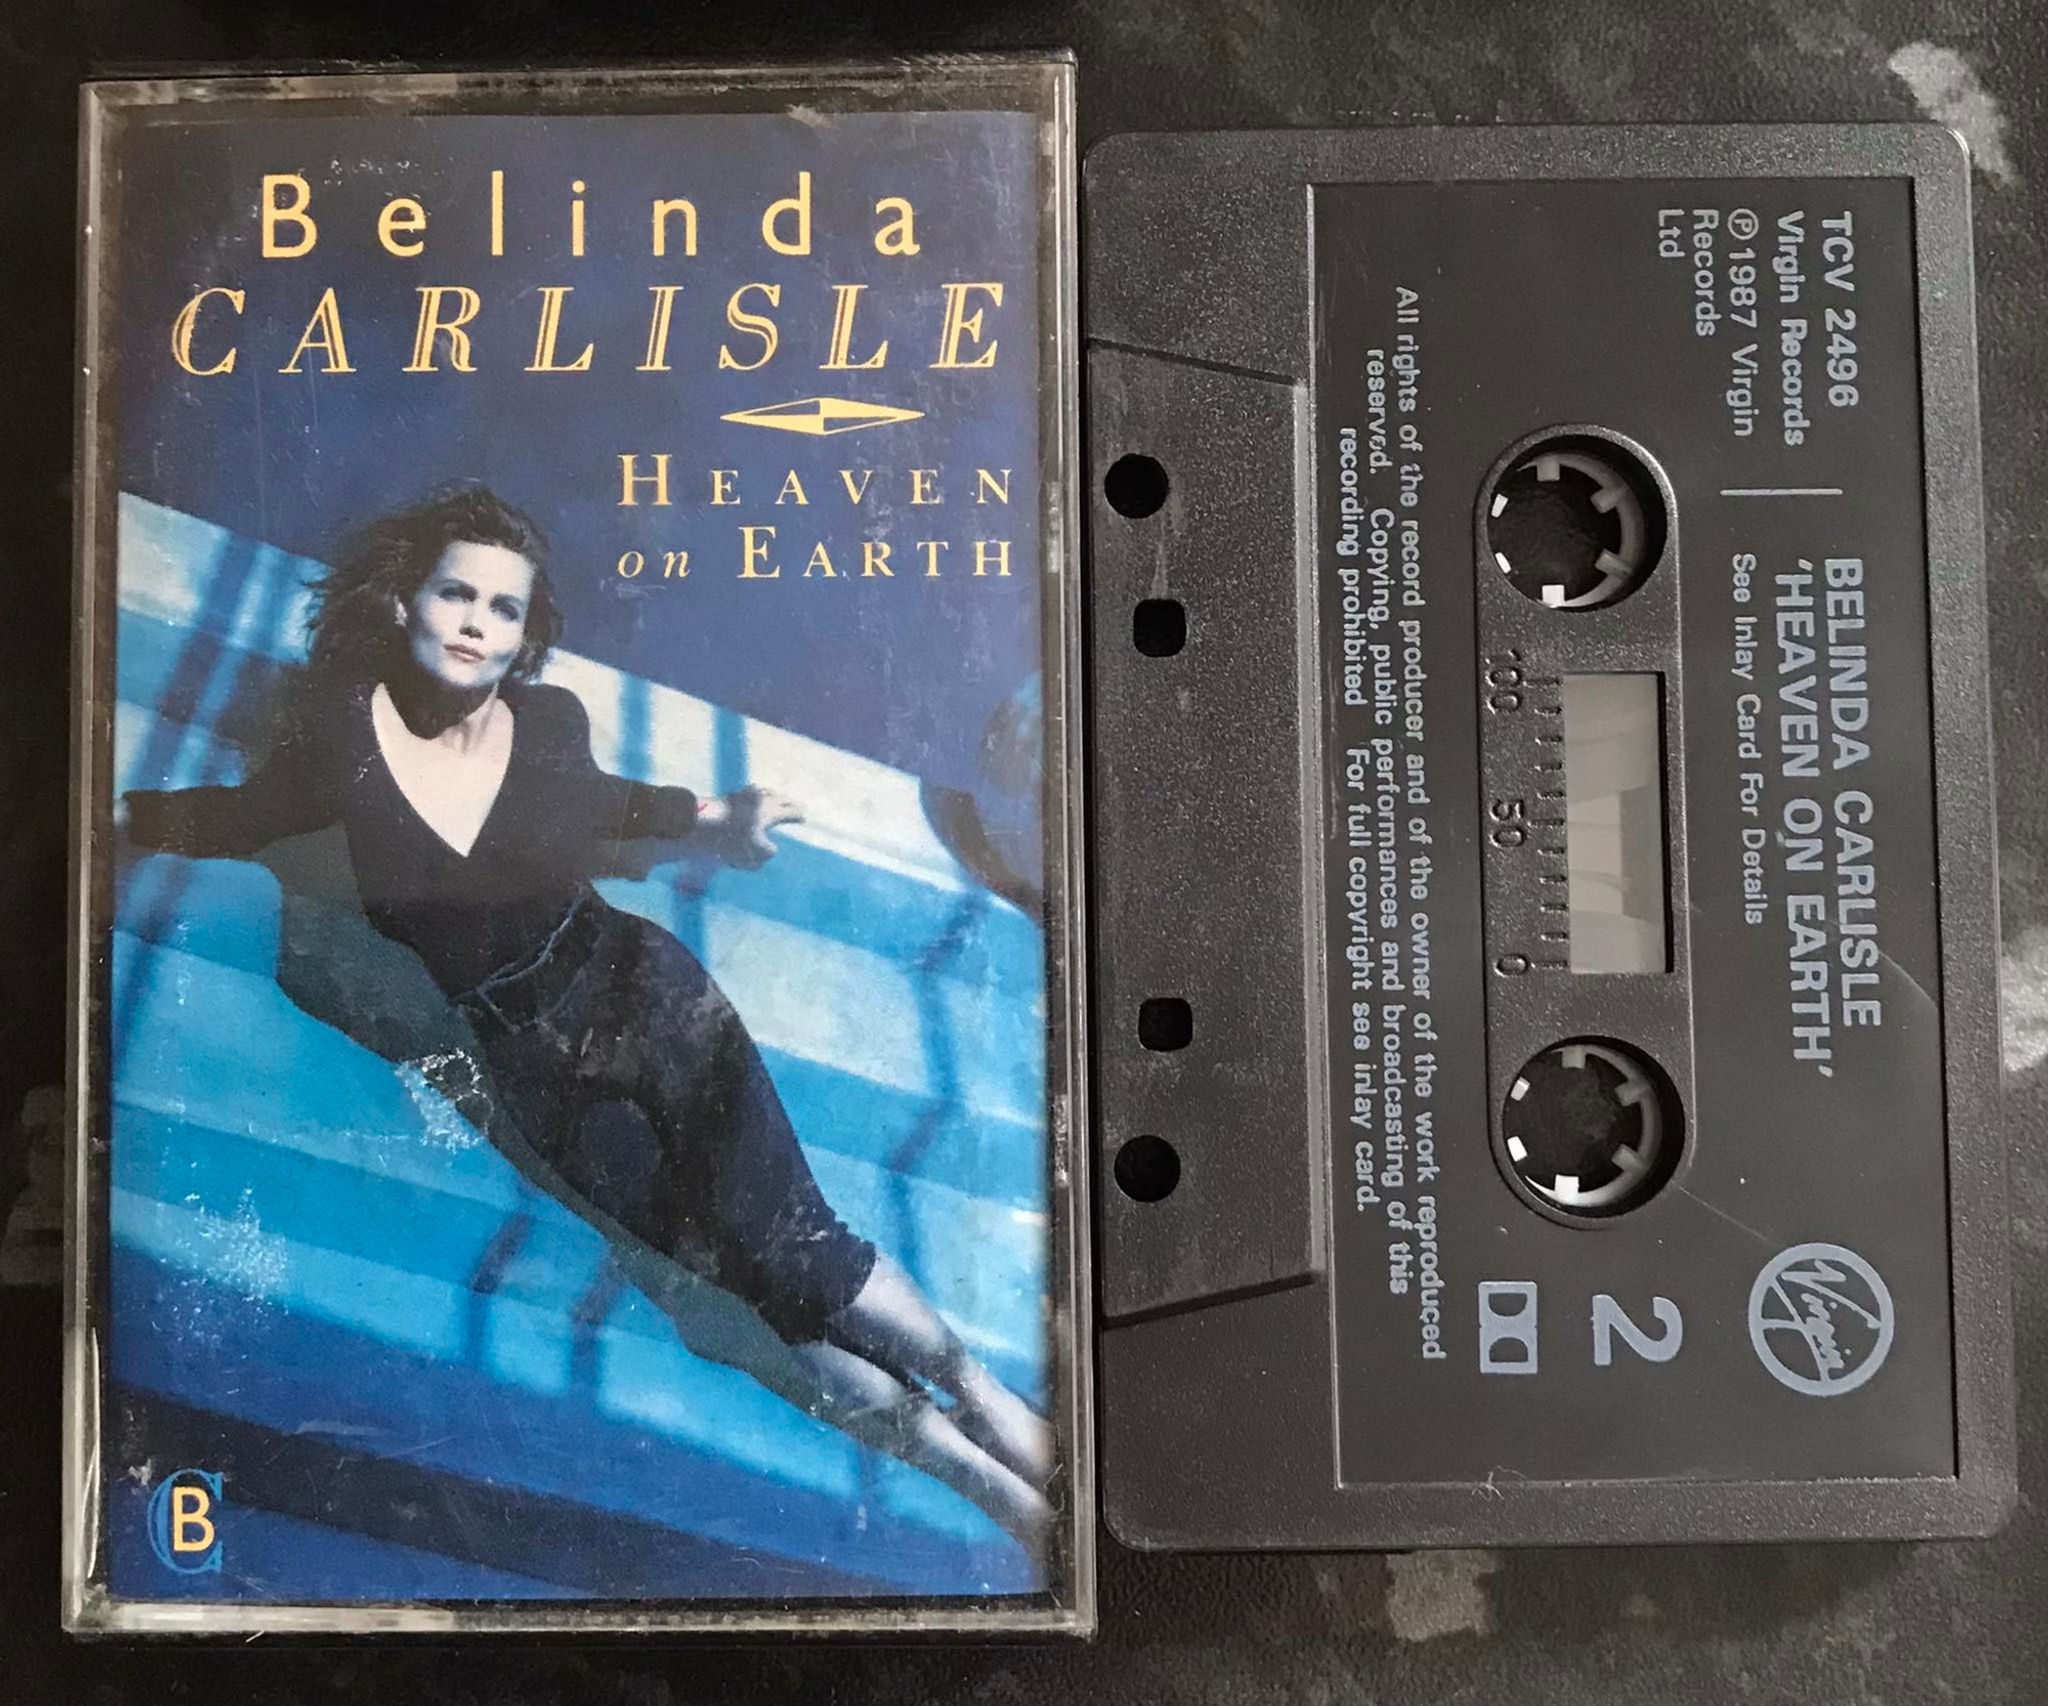 Belinda
CARLISLE
HEAVEN
on EARTH
CB
TCV 2496
Virgin Records
Ⓟ1987 Virgin
Records
Ltd
BELINDA CARLISLE
'HEAVEN ON EARTH'
See Inlay Card For Details
Virgin
2
100 50 0
All rights of the record producer and of the owner of the work reproduced
reserved. Copying, public performances and broadcasting of this
recording prohibited For full copyright see inlay card.